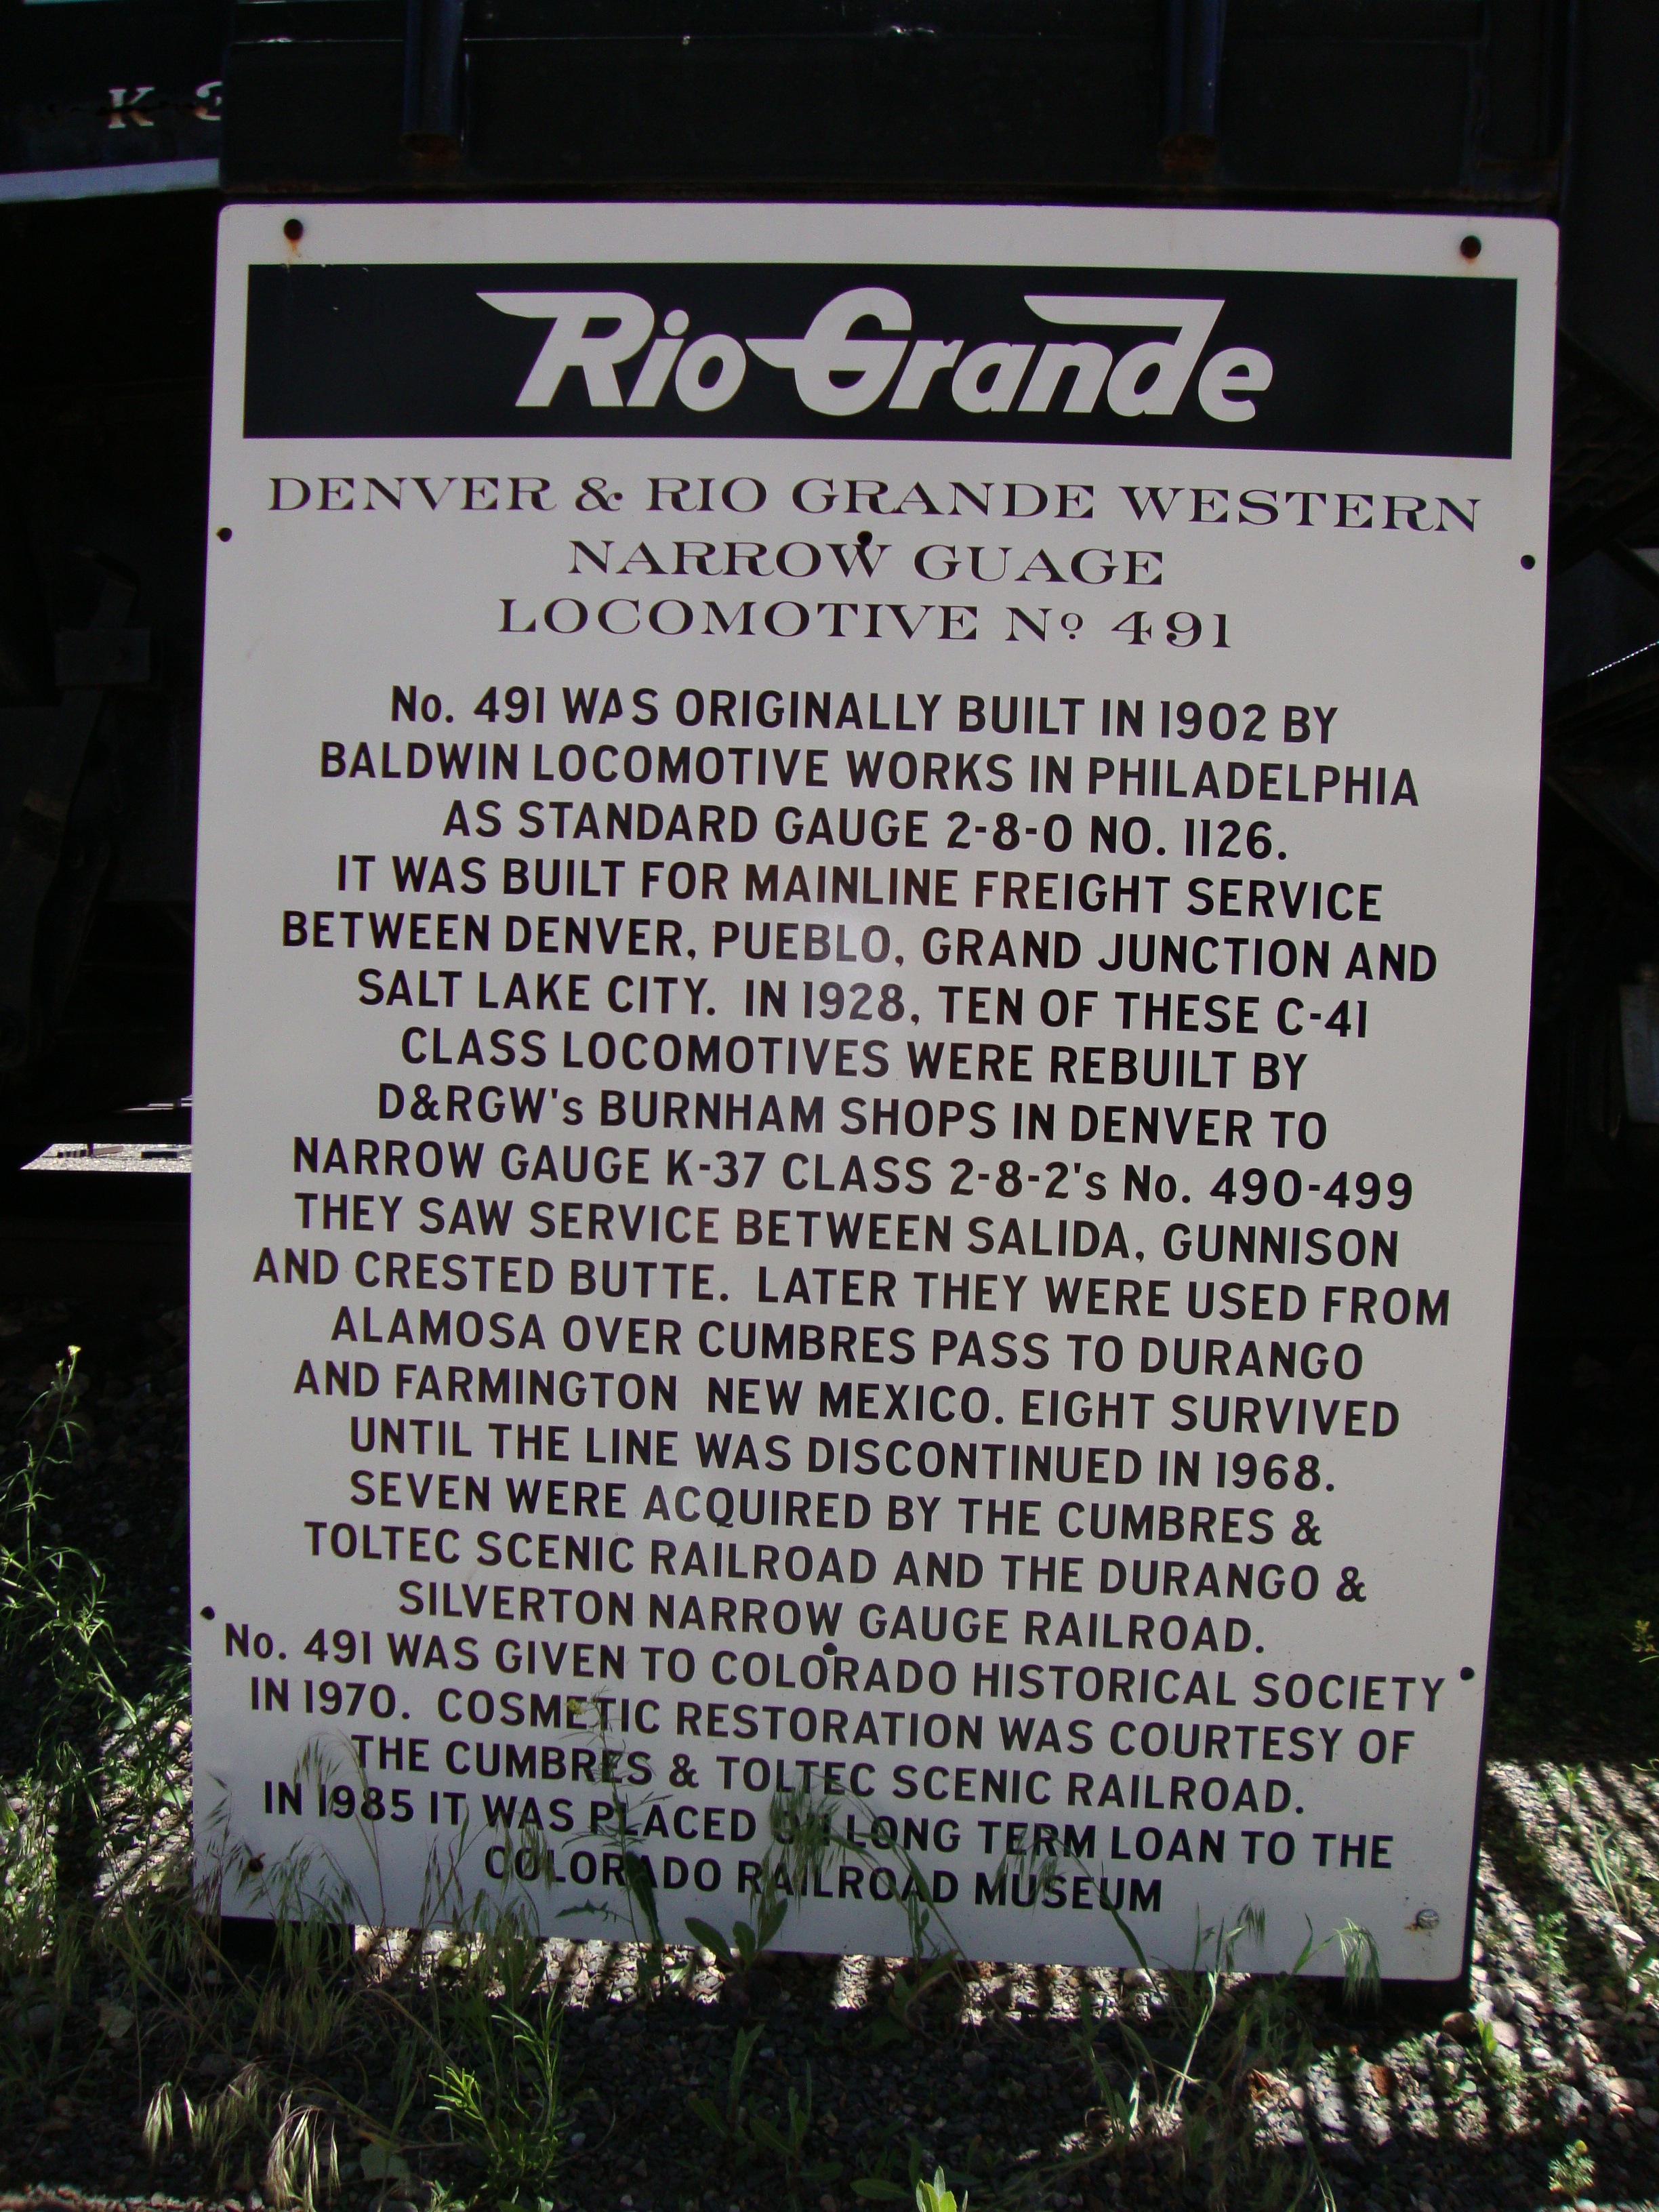 K-3
Rio Grande
DENVER & RIO GRANDE WESTERN
NARROW GUAGE
LOCOMOTIVE No 491
No. 491 WAS ORIGINALLY BUILT IN 1902 BY
BALDWIN LOCOMOTIVE WORKS IN PHILADELPHIA
AS STANDARD GAUGE 2-8-0 NO. 1126.
IT WAS BUILT FOR MAINLINE FREIGHT SERVICE
BETWEEN DENVER, PUEBLO, GRAND JUNCTION AND
SALT LAKE CITY. IN 1928, TEN OF THESE C-41
CLASS LOCOMOTIVES WERE REBUILT BY
D&RGW's BURNHAM SHOPS IN DENVER TO
NARROW GAUGE K-37 CLASS 2-8-2's No. 490-499
THEY SAW SERVICE BETWEEN SALIDA, GUNNISON
AND CRESTED BUTTE. LATER THEY WERE USED FROM
ALAMOSA OVER CUMBRES PASS TO DURANGO
AND FARMINGTON NEW MEXICO. EIGHT SURVIVED
UNTIL THE LINE WAS DISCONTINUED IN 1968.
SEVEN WERE ACQUIRED BY THE CUMBRES &
TOLTEC SCENIC RAILROAD AND THE DURANGO &
SILVERTON NARROW GAUGE RAILROAD.
No. 491 WAS GIVEN TO COLORADO HISTORICAL SOCIETY
IN 1970. COSMETIC RESTORATION WAS COURTESY OF
THE CUMBRES & TOLTEC SCENIC RAILROAD.
IN 1985 IT WAS PLACED ON LONG TERM LOAN TO THE
COLORADO RAILROAD MUSEUM